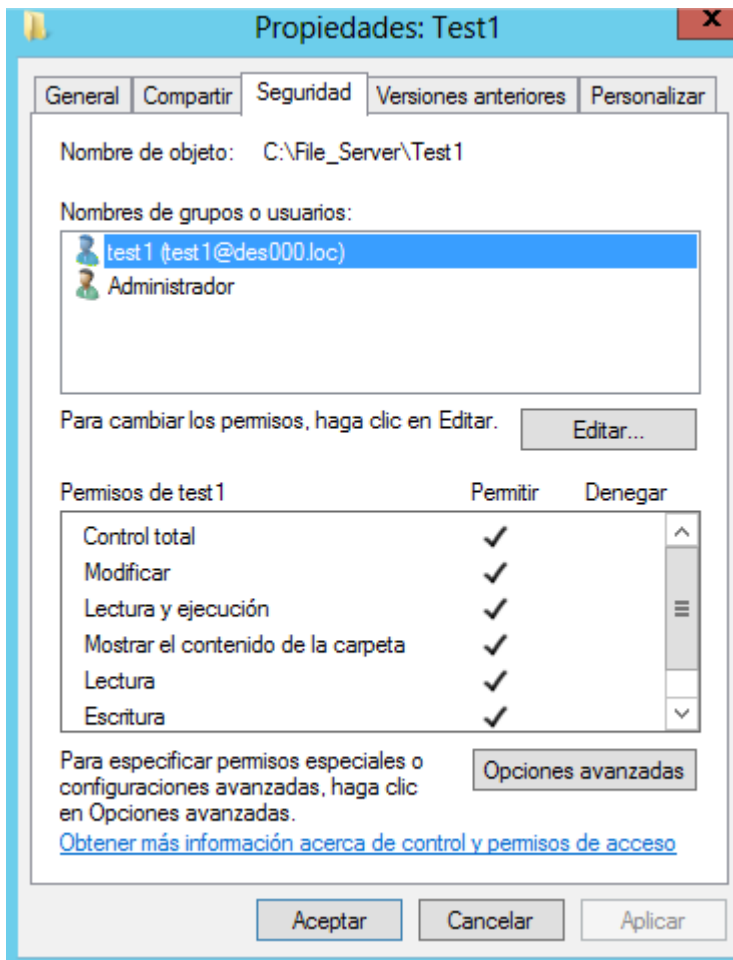 Propiedades: Test1
X
General Compartir Seguridad Versiones anteriores Personalizar
Nombre de objeto: C:\File_Server\Test1
Nombres de grupos o usuarios:
test1 (test1@des000.loc)
Administrador
Para cambiar los permisos, haga clic en Editar. Editar...
Permisos de test1 Permitir Denegar
Control total
Modificar
Lectura y ejecución
Mostrar el contenido de la carpeta
Lectura
Escritura
Para especificar permisos especiales o
configuraciones avanzadas, haga clic
en Opciones avanzadas.
Opciones avanzadas
Obtener más información acerca de control y permisos de acceso
Aceptar Cancelar Aplicar